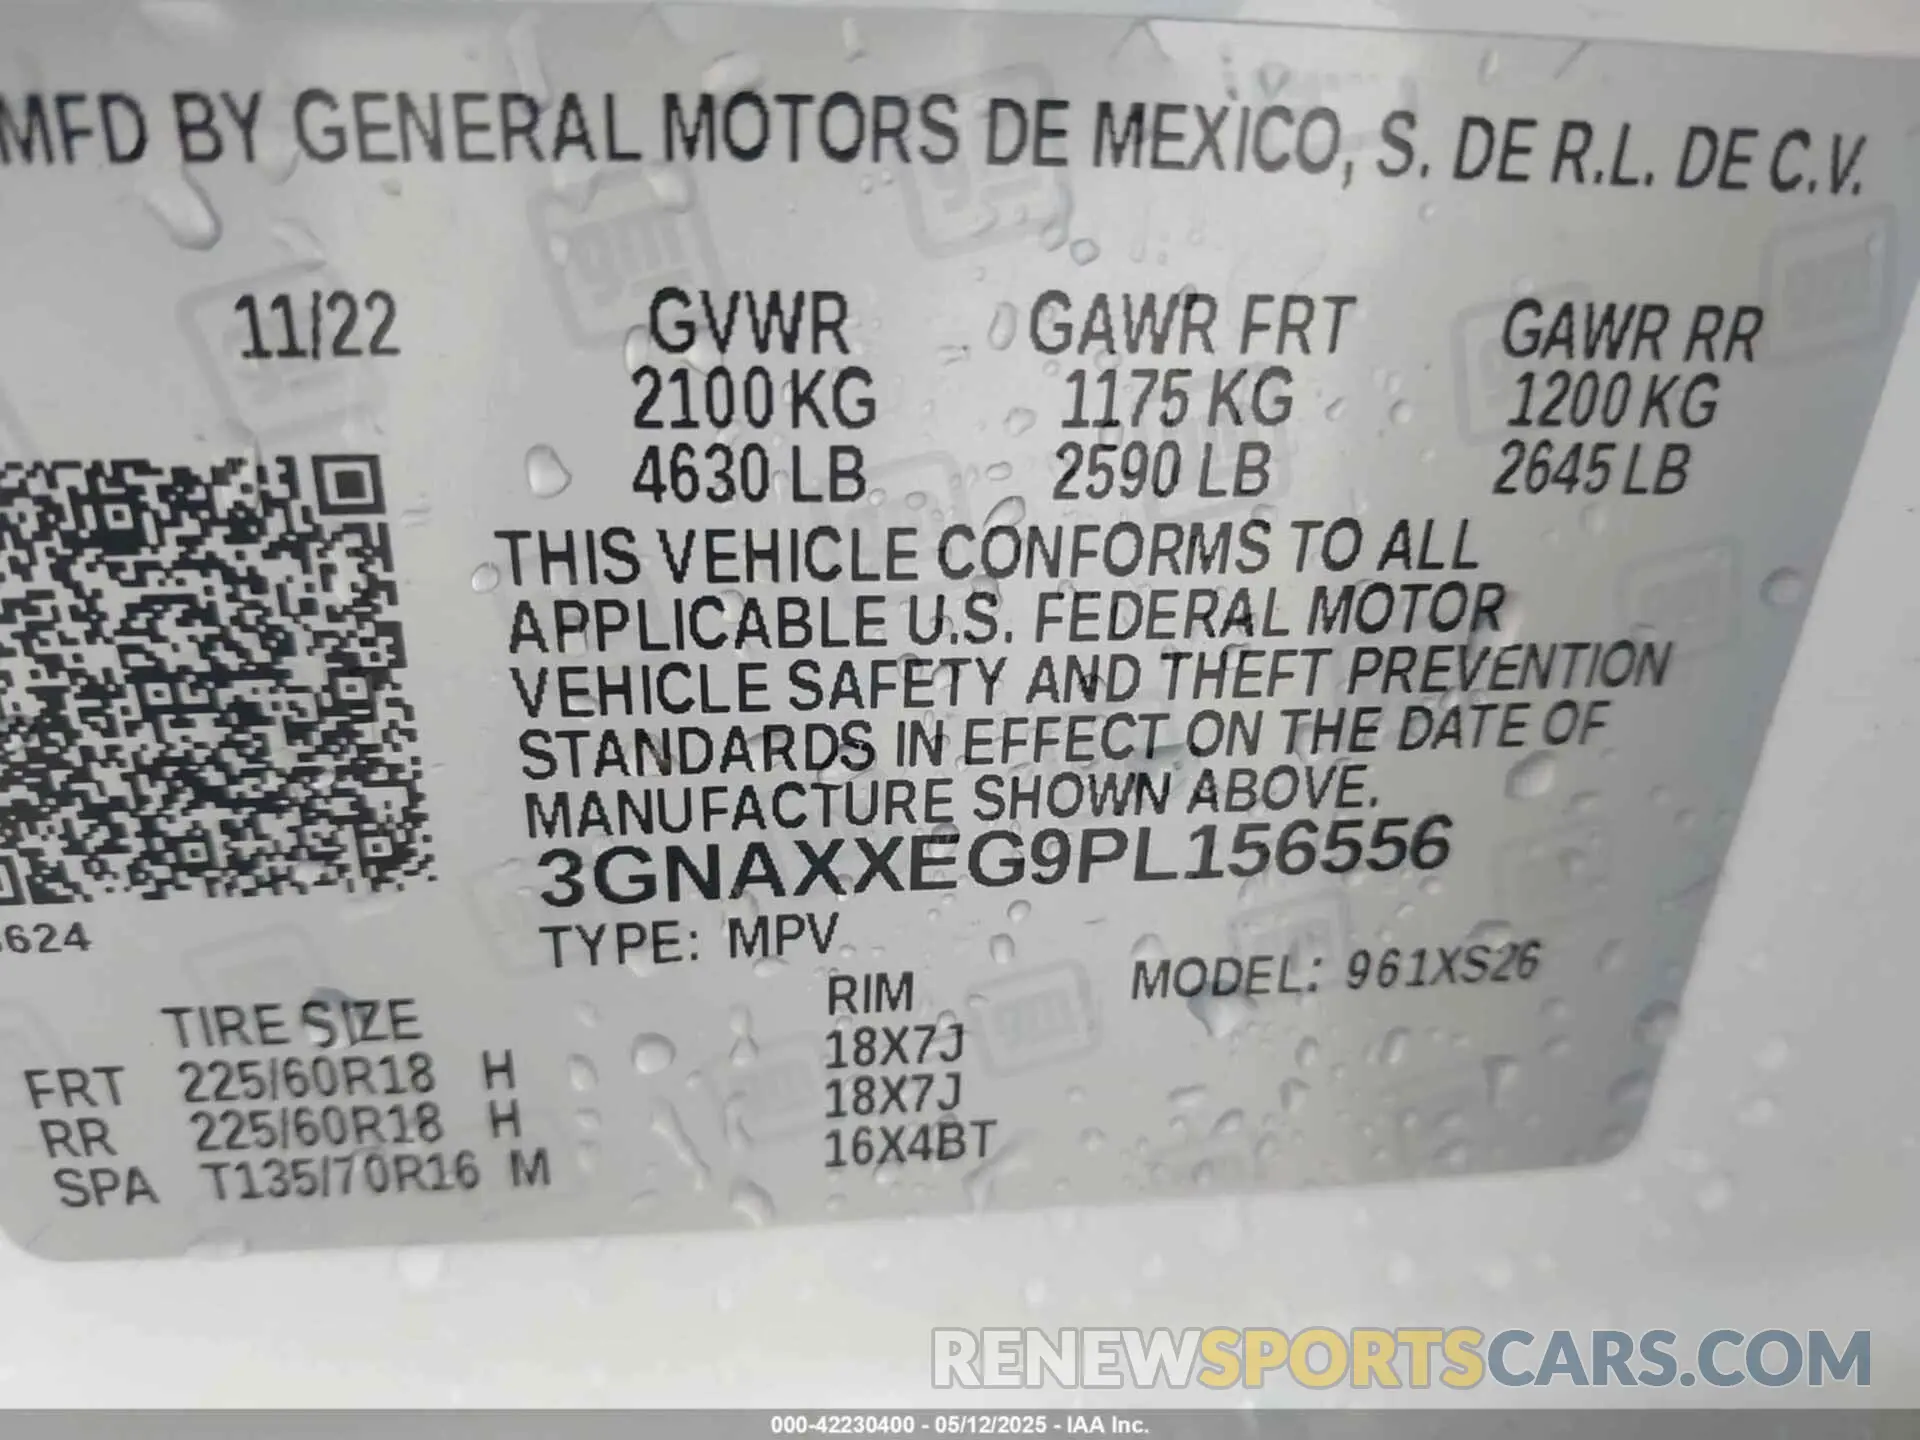 MFD BY GENERAL MOTORS DE MEXICO, S. DE R.L. DE C.V.
11/22 GVWR GAWR FRT GAWR RR
2100 KG 1175 KG 1200 KG
4630 LB 2590 LB 2645 LB
THIS VEHICLE CONFORMS TO ALL
APPLICABLE U.S. FEDERAL MOTOR
VEHICLE SAFETY AND THEFT PREVENTION
STANDARDS IN EFFECT ON THE DATE OF
MANUFACTURE SHOWN ABOVE.
3GNAXXEG9PL156556
624
TYPE: MPV MODEL: 961XS26
TIRE SIZE RIM
FRT 225/60R18 H 18X7J
RR 225/60R18 H 18X7J
SPA T135/70R16 M 16X4BT
RENEWSPORTSCARS.COM
000-42230400 - 05/12/2025 - IAA Inc.